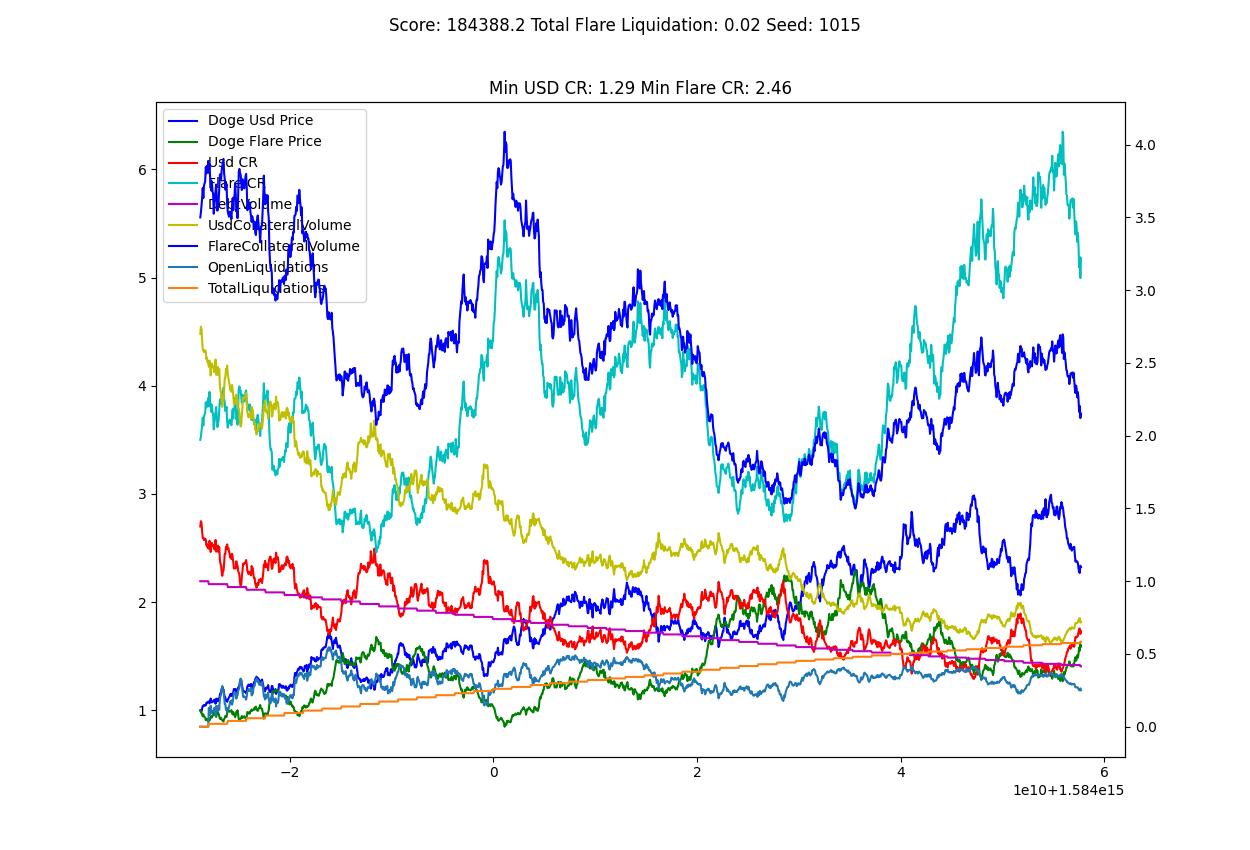 Score: 184388.2 Total Flare Liquidation: 0.02 Seed: 1015
Min USD CR: 1.29 Min Flare CR: 2.46
Doge Usd Price
Doge Flare Price
Usd CR
Flare CR
DebtVolume
UsdCollateralVolume
FlareCollateralVolume
OpenLiquidations
TotalLiquidations
6
5
4
3
2
1
4.0
3.5
3.0
2.5
2.0
1.5
1.0
0.5
0.0
−2
0
2
4
6
1e10+1.584e15